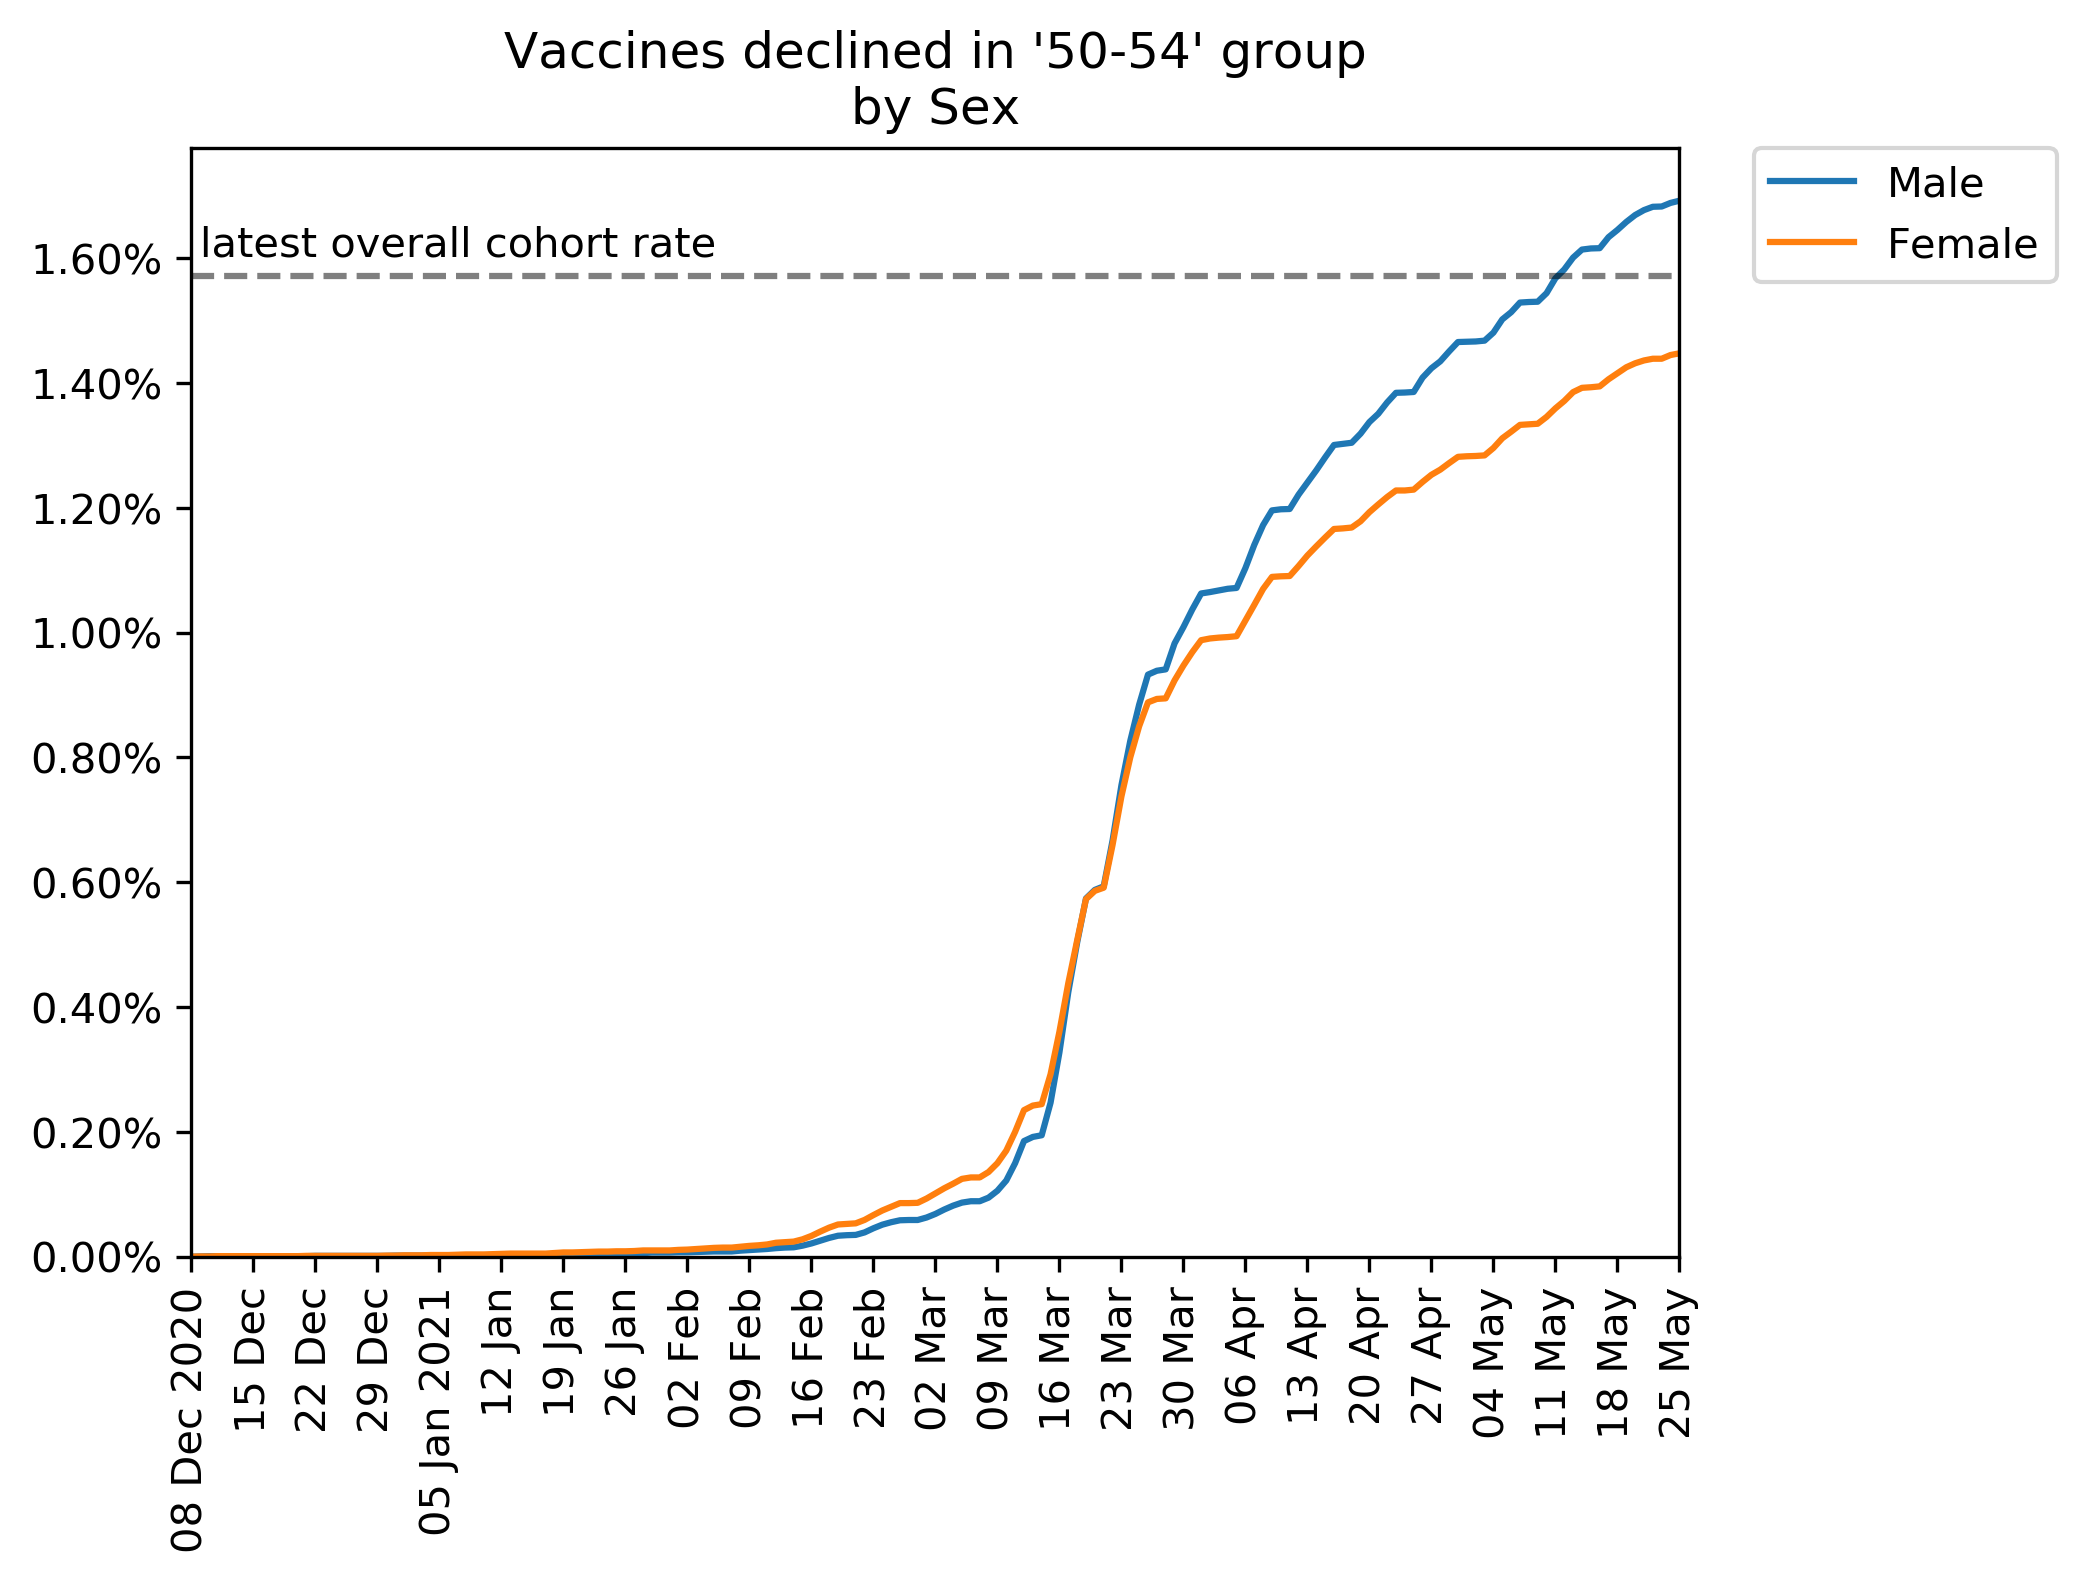 Vaccines declined in '50-54' group
by Sex
latest overall cohort rate
Male
Female
1.60%
1.40%
1.20%
1.00%
0.80%
0.60%
0.40%
0.20%
0.00%
08 Dec 2020
15 Dec
22 Dec
29 Dec
05 Jan 2021
12 Jan
19 Jan
26 Jan
02 Feb
09 Feb
16 Feb
23 Feb
02 Mar
09 Mar
16 Mar
23 Mar
30 Mar
06 Apr
13 Apr
20 Apr
27 Apr
04 May
11 May
18 May
25 May